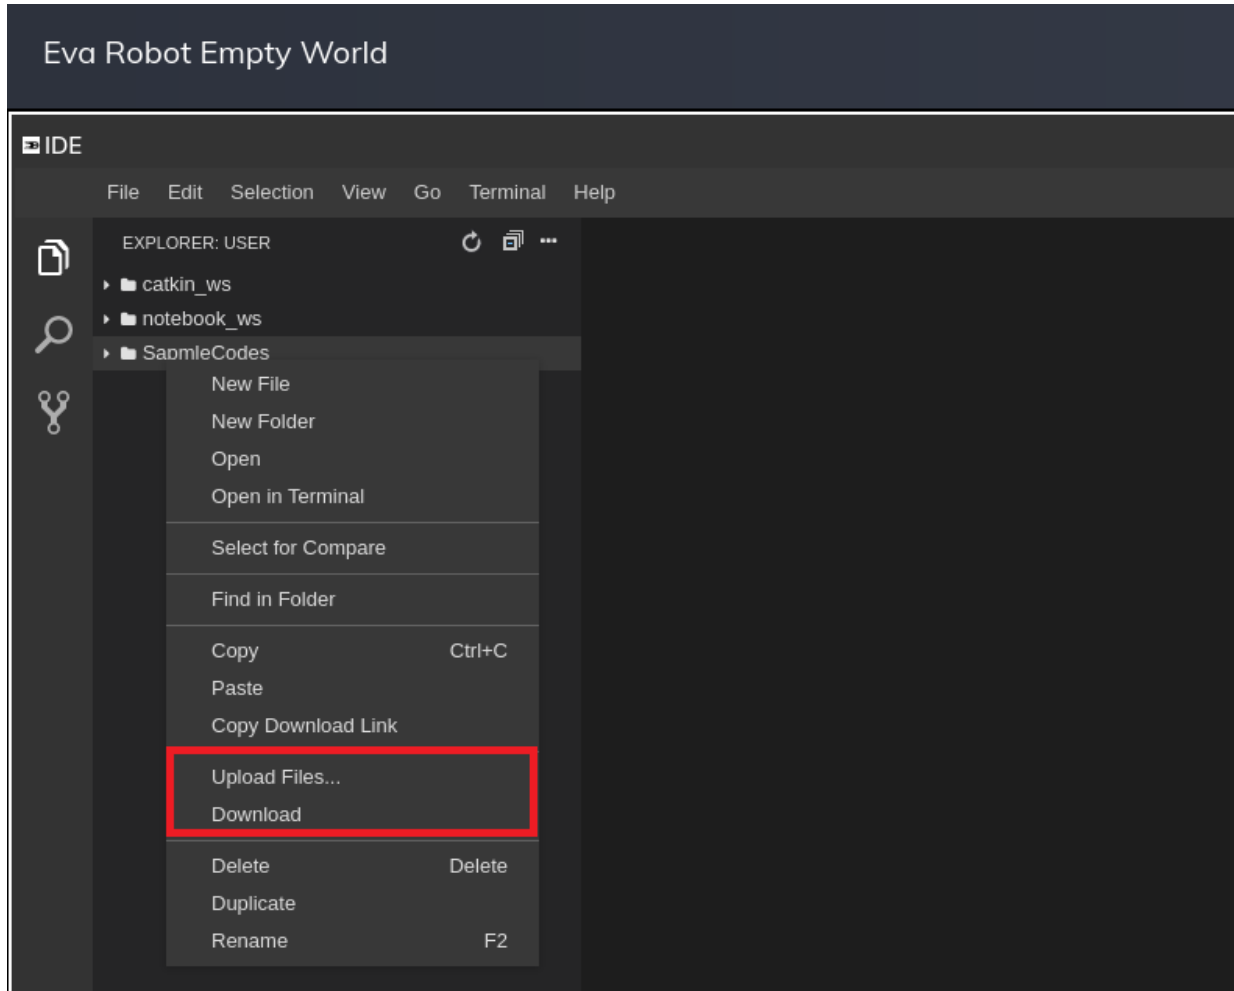 Eva Robot Empty World
IDE
File Edit Selection View Go Terminal Help
EXPLORER: USER
catkin_ws
notebook_ws
SapmleCodes
New File
New Folder
Open
Open in Terminal
Select for Compare
Find in Folder
Copy Ctrl+C
Paste
Copy Download Link
Upload Files...
Download
Delete Delete
Duplicate
Rename F2